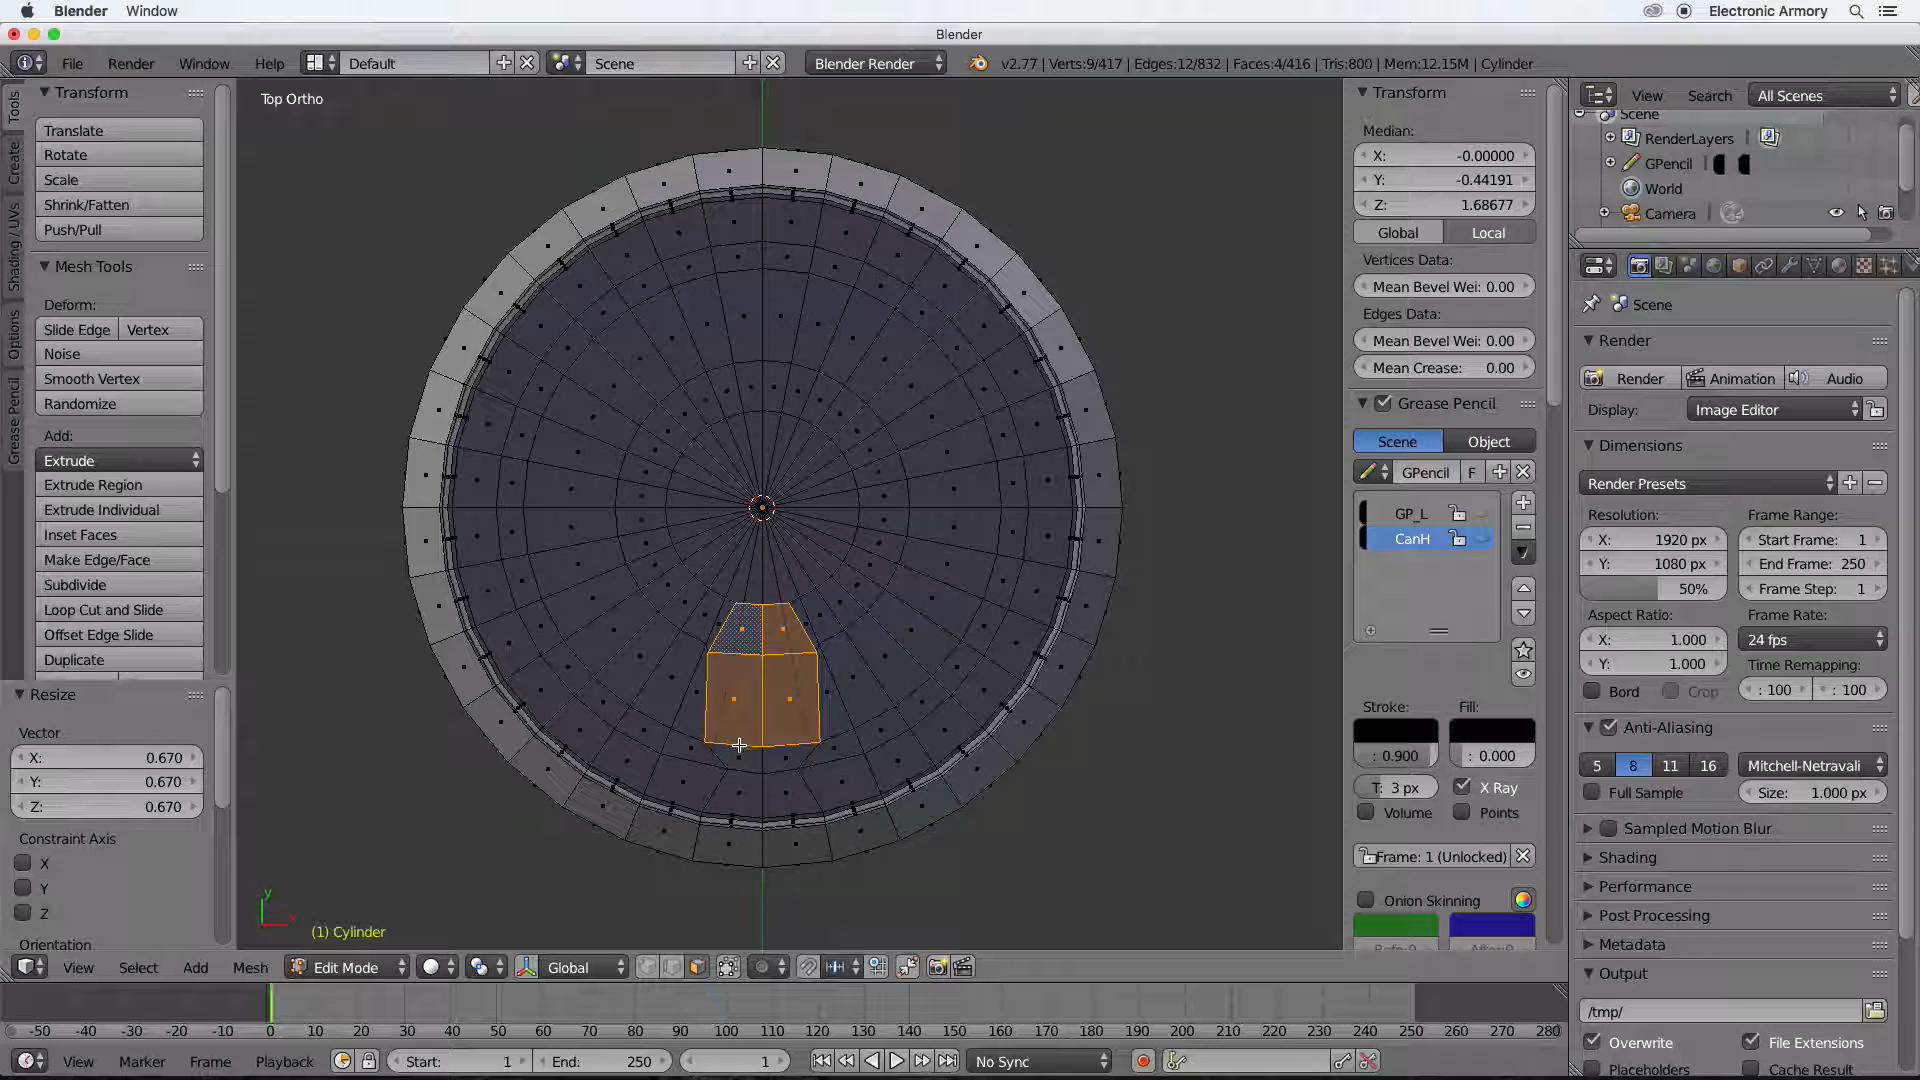 Blender Window Electronic Armory
Blender
File Render Window Help Default Scene Blender Render v2.77 | Verts:9/417 | Edges:12/832 | Faces:4/416 | Tris:800 | Mem:12.15M | Cylinder
Tools
Create
Shading / UVs
Options
Grease Pencil
Transform
Translate
Rotate
Scale
Shrink/Fatten
Push/Pull
Mesh Tools
Deform:
Slide Edge Vertex
Noise
Smooth Vertex
Randomize
Add:
Extrude
Extrude Region
Extrude Individual
Inset Faces
Make Edge/Face
Subdivide
Loop Cut and Slide
Offset Edge Slide
Duplicate
Resize
Vector
X: 0.670
Y: 0.670
Z: 0.670
Constraint Axis
X
Y
Z
Orientation
Top Ortho
y
x
(1) Cylinder
Transform
Median:
X: -0.00000
Y: -0.44191
Z: 1.68677
Global Local
Vertices Data:
Mean Bevel Wei: 0.00
Edges Data:
Mean Bevel Wei: 0.00
Mean Crease: 0.00
Grease Pencil
Scene Object
GPencil F
GP_L
CanH
Stroke: Fill:
: 0.900 : 0.000
T: 3 px X Ray
Volume Points
Frame: 1 (Unlocked)
Onion Skinning
View Search All Scenes
Scene
RenderLayers
GPencil
World
Camera
Scene
Render
Render Animation Audio
Display: Image Editor
Dimensions
Render Presets
Resolution: Frame Range:
X: 1920 px Start Frame: 1
Y: 1080 px End Frame: 250
50% Frame Step: 1
Aspect Ratio: Frame Rate:
X: 1.000 24 fps
Y: 1.000 Time Remapping:
Bord Crop : 100 : 100
Anti-Aliasing
5 8 11 16 Mitchell-Netravali
Full Sample Size: 1.000 px
Sampled Motion Blur
Shading
Performance
Post Processing
Metadata
Output
/tmp/
Overwrite File Extensions
Placeholders Cache Result
View Select Add Mesh Edit Mode Global
-50 -40 -30 -20 -10 0 10 20 30 40 50 60 70 80 90 100 110 120 130 140 150 160 170 180 190 200 210 220 230 240 250 260 270 280
View Marker Frame Playback Start: 1 End: 250 1 No Sync